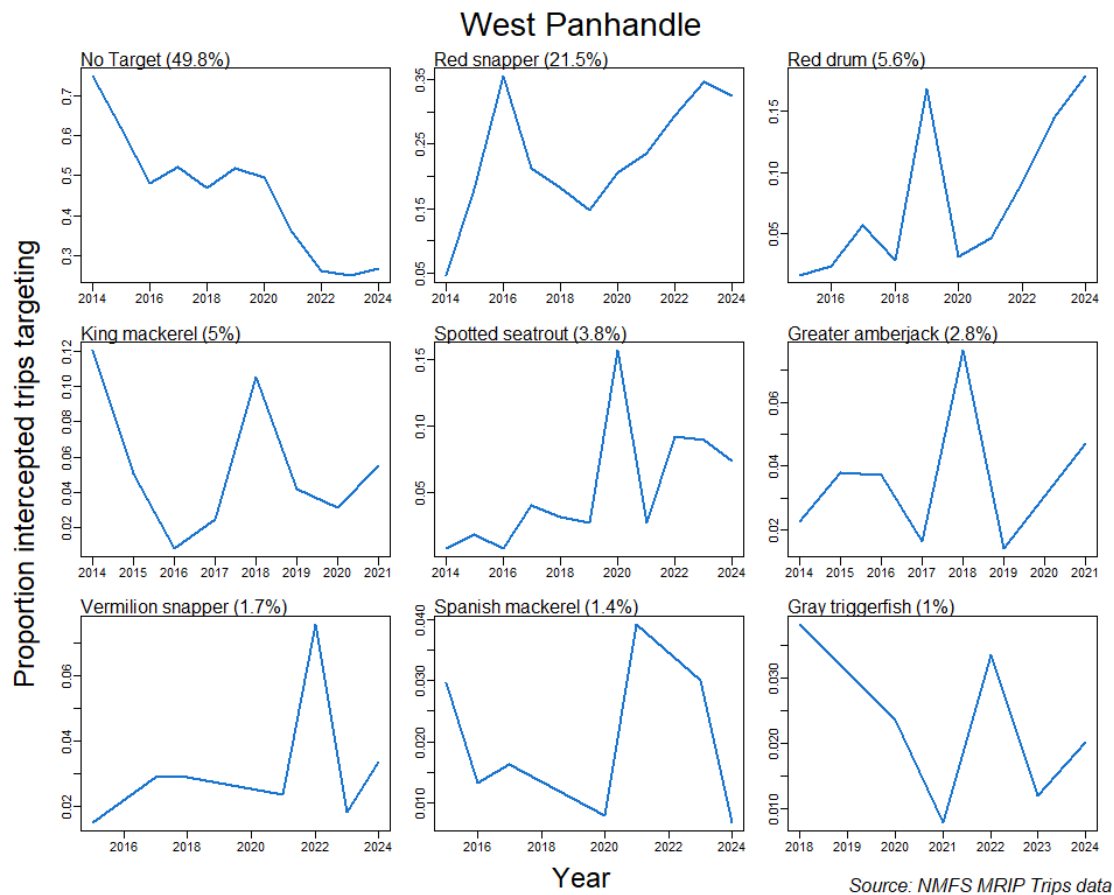 West Panhandle
Proportion intercepted trips targeting
No Target (49.8%)
0.7
0.6
0.5
0.4
0.3
2014 2016 2018 2020 2022 2024
Red snapper (21.5%)
0.35
0.25
0.15
0.05
2014 2016 2018 2020 2022 2024
Red drum (5.6%)
0.15
0.10
0.05
2016 2018 2020 2022 2024
King mackerel (5%)
0.12
0.10
0.08
0.06
0.04
0.02
2014 2015 2016 2017 2018 2019 2020 2021
Spotted seatrout (3.8%)
0.15
0.10
0.05
2014 2016 2018 2020 2022 2024
Greater amberjack (2.8%)
0.06
0.04
0.02
2014 2015 2016 2017 2018 2019 2020 2021
Vermilion snapper (1.7%)
0.06
0.04
0.02
2016 2018 2020 2022 2024
Spanish mackerel (1.4%)
0.040
0.030
0.020
0.010
2016 2018 2020 2022 2024
Gray triggerfish (1%)
0.030
0.020
0.010
2018 2019 2020 2021 2022 2023 2024
Year
Source: NMFS MRIP Trips data